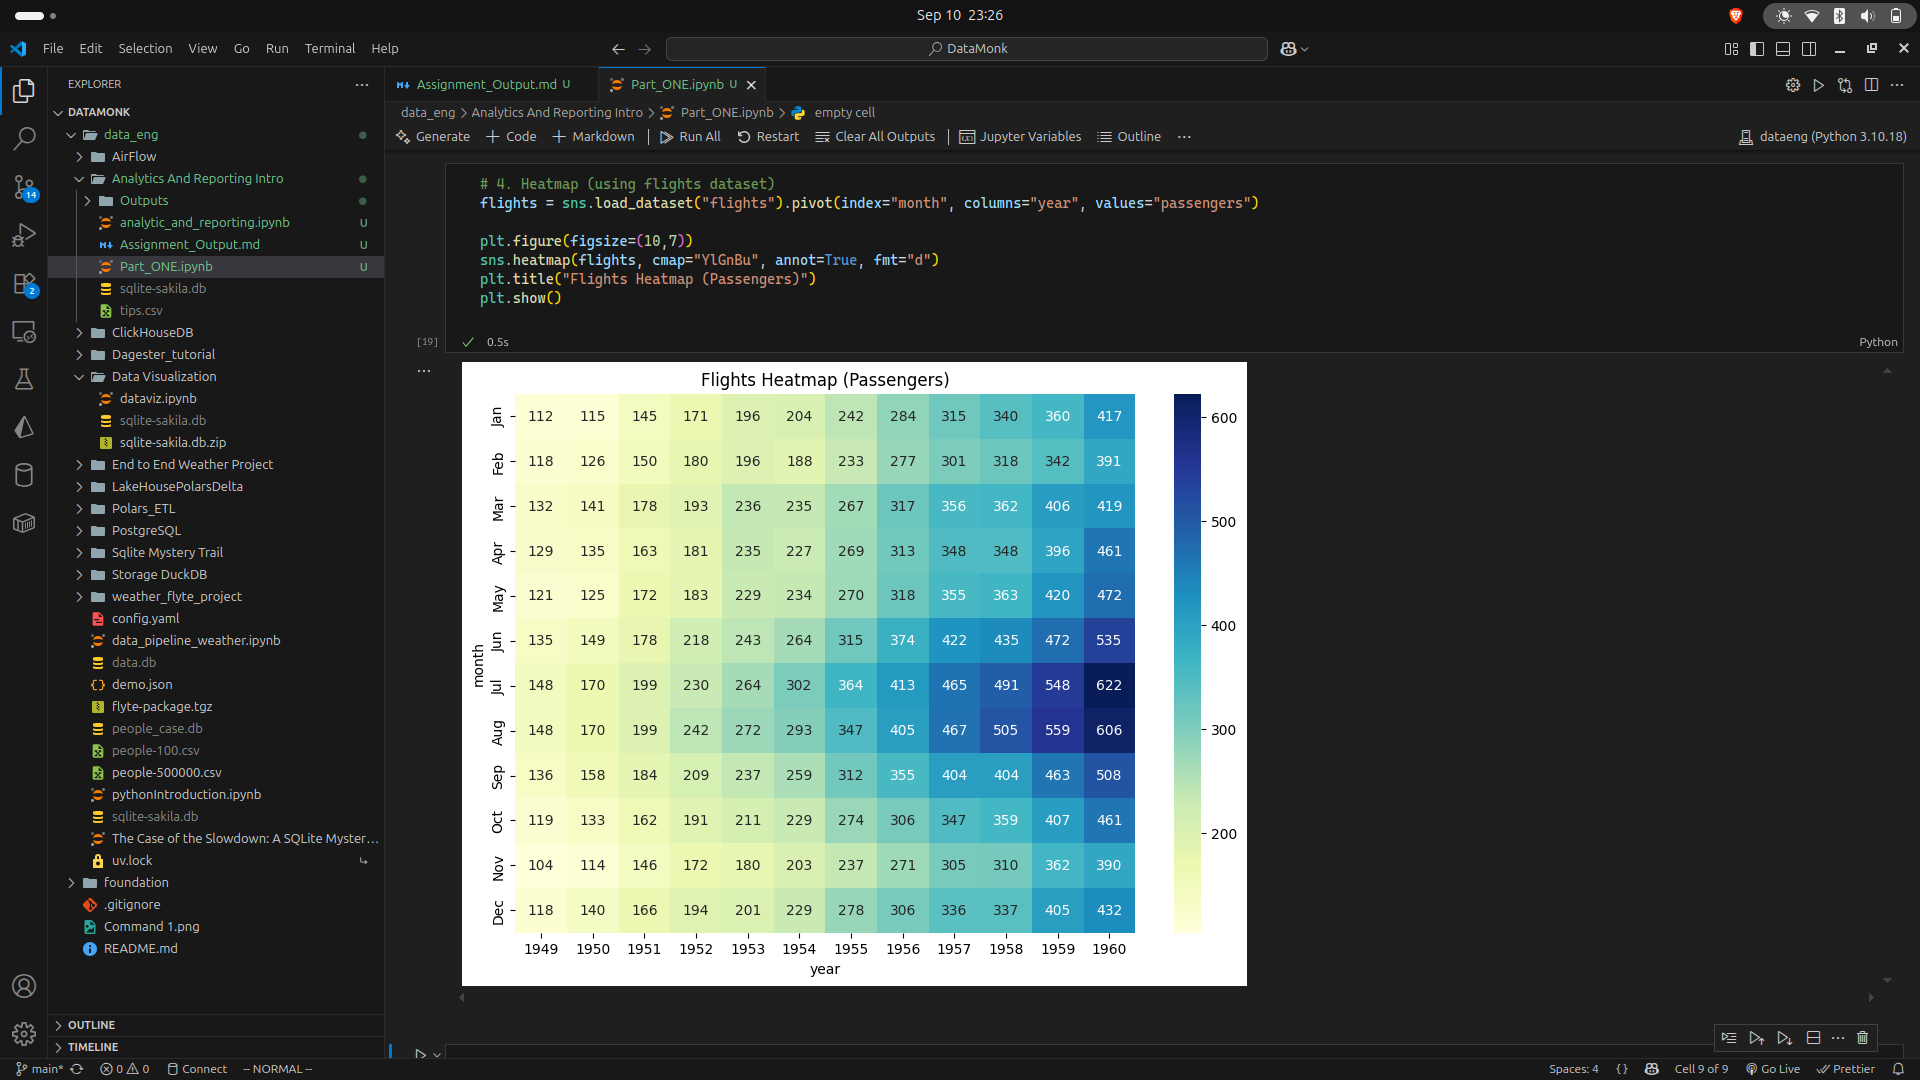 Sep 10 23:26
File Edit Selection View Go Run Terminal Help
DataMonk
EXPLORER
DATAMONK
data_eng
AirFlow
Analytics And Reporting Intro
Outputs
analytic_and_reporting.ipynb U
Assignment_Output.md U
Part_ONE.ipynb U
sqlite-sakila.db
tips.csv
ClickHouseDB
Dagester_tutorial
Data Visualization
dataviz.ipynb
sqlite-sakila.db
sqlite-sakila.db.zip
End to End Weather Project
LakeHousePolarsDelta
Polars_ETL
PostgreSQL
Sqlite Mystery Trail
Storage DuckDB
weather_flyte_project
config.yaml
data_pipeline_weather.ipynb
data.db
demo.json
flyte-package.tgz
people_case.db
people-100.csv
people-500000.csv
pythonIntroduction.ipynb
sqlite-sakila.db
The Case of the Slowdown: A SQLite Myster...
uv.lock
foundation
.gitignore
Command 1.png
README.md
OUTLINE
TIMELINE
14
2
Assignment_Output.md U
Part_ONE.ipynb U
data_eng > Analytics And Reporting Intro > Part_ONE.ipynb > empty cell
Generate + Code + Markdown Run All Restart Clear All Outputs Jupyter Variables Outline ...
dataeng (Python 3.10.18)
# 4. Heatmap (using flights dataset)
flights = sns.load_dataset("flights").pivot(index="month", columns="year", values="passengers")
plt.figure(figsize=(10,7))
sns.heatmap(flights, cmap="YlGnBu", annot=True, fmt="d")
plt.title("Flights Heatmap (Passengers)")
plt.show()
[19] 0.5s
Python
Flights Heatmap (Passengers)
month
Jan 112 115 145 171 196 204 242 284 315 340 360 417
Feb 118 126 150 180 196 188 233 277 301 318 342 391
Mar 132 141 178 193 236 235 267 317 356 362 406 419
Apr 129 135 163 181 235 227 269 313 348 348 396 461
May 121 125 172 183 229 234 270 318 355 363 420 472
Jun 135 149 178 218 243 264 315 374 422 435 472 535
Jul 148 170 199 230 264 302 364 413 465 491 548 622
Aug 148 170 199 242 272 293 347 405 467 505 559 606
Sep 136 158 184 209 237 259 312 355 404 404 463 508
Oct 119 133 162 191 211 229 274 306 347 359 407 461
Nov 104 114 146 172 180 203 237 271 305 310 362 390
Dec 118 140 166 194 201 229 278 306 336 337 405 432
1949 1950 1951 1952 1953 1954 1955 1956 1957 1958 1959 1960
year
600
500
400
300
200
main* 0 0 Connect -- NORMAL --
Spaces: 4 {} Cell 9 of 9 Go Live Prettier